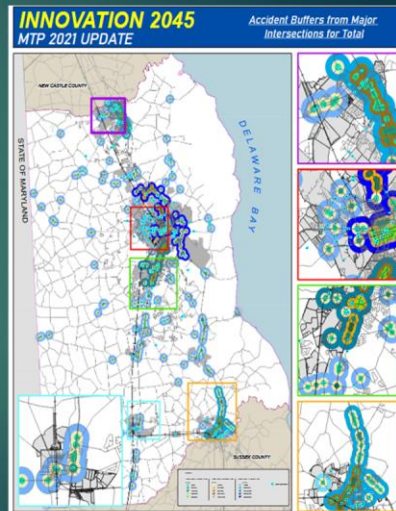 INNOVATION 2045
MTP 2021 UPDATE
Accident Buffers from Major
Intersections for Total
NEW CASTLE COUNTY
STATE OF MARYLAND
DELAWARE BAY
SUSSEX COUNTY